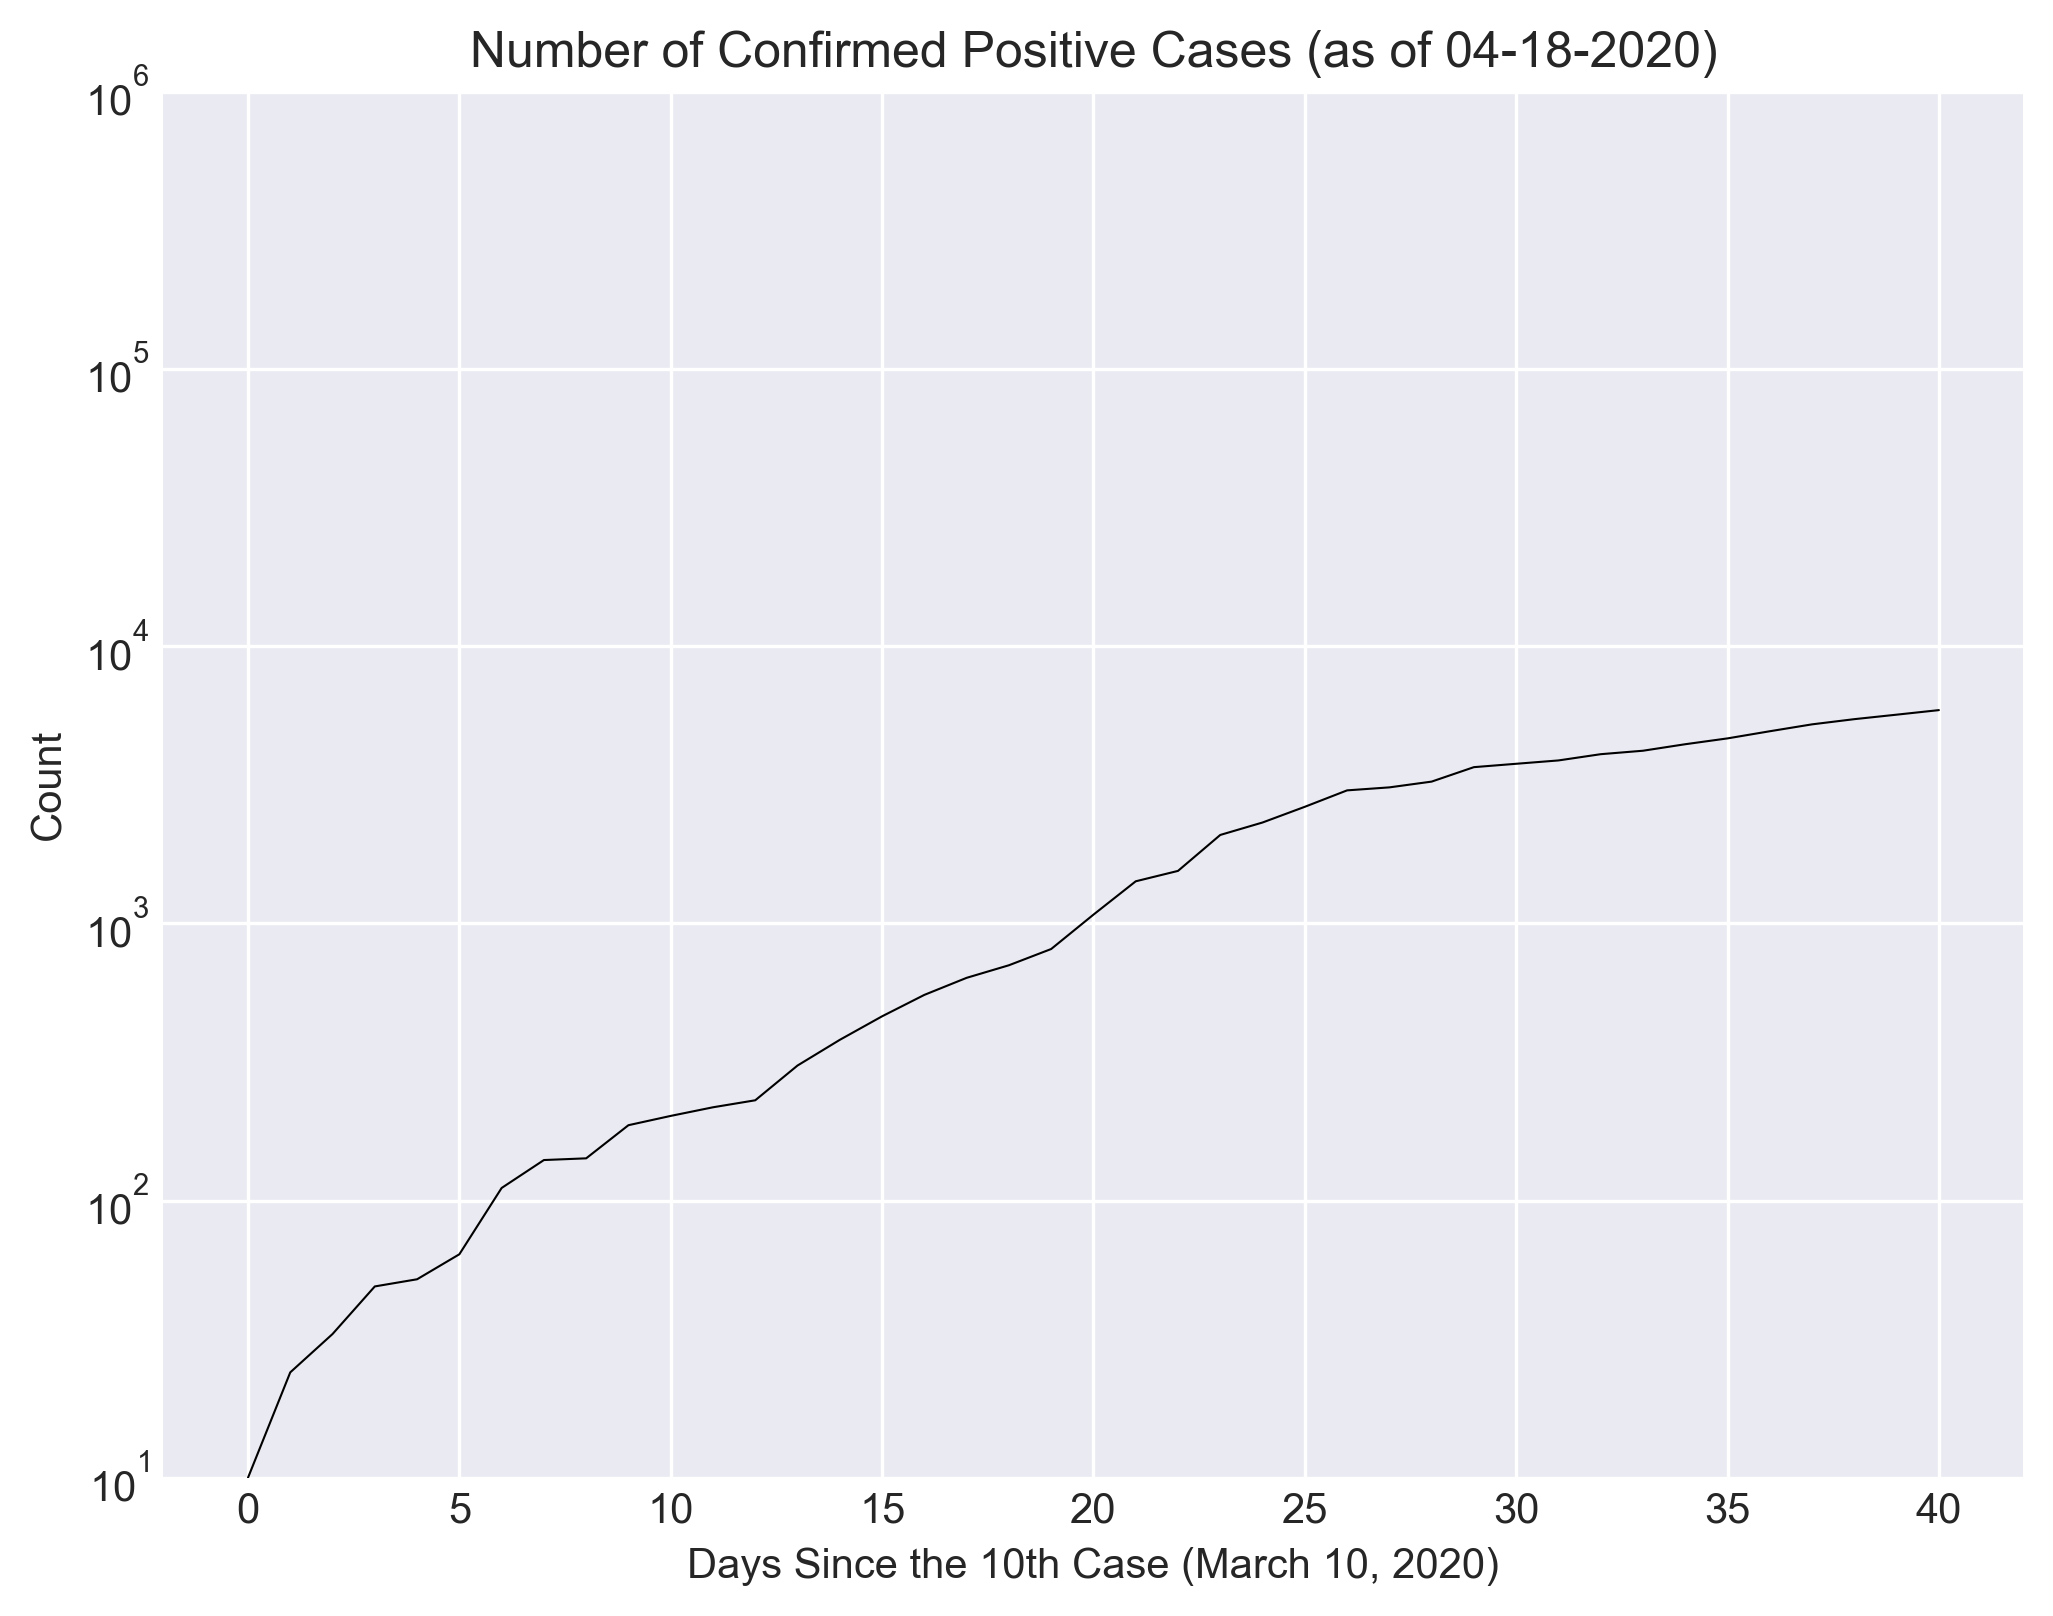 Number of Confirmed Positive Cases (as of 04-18-2020)
10^6
10^5
10^4
10^3
10^2
10^1
Count
0 5 10 15 20 25 30 35 40
Days Since the 10th Case (March 10, 2020)